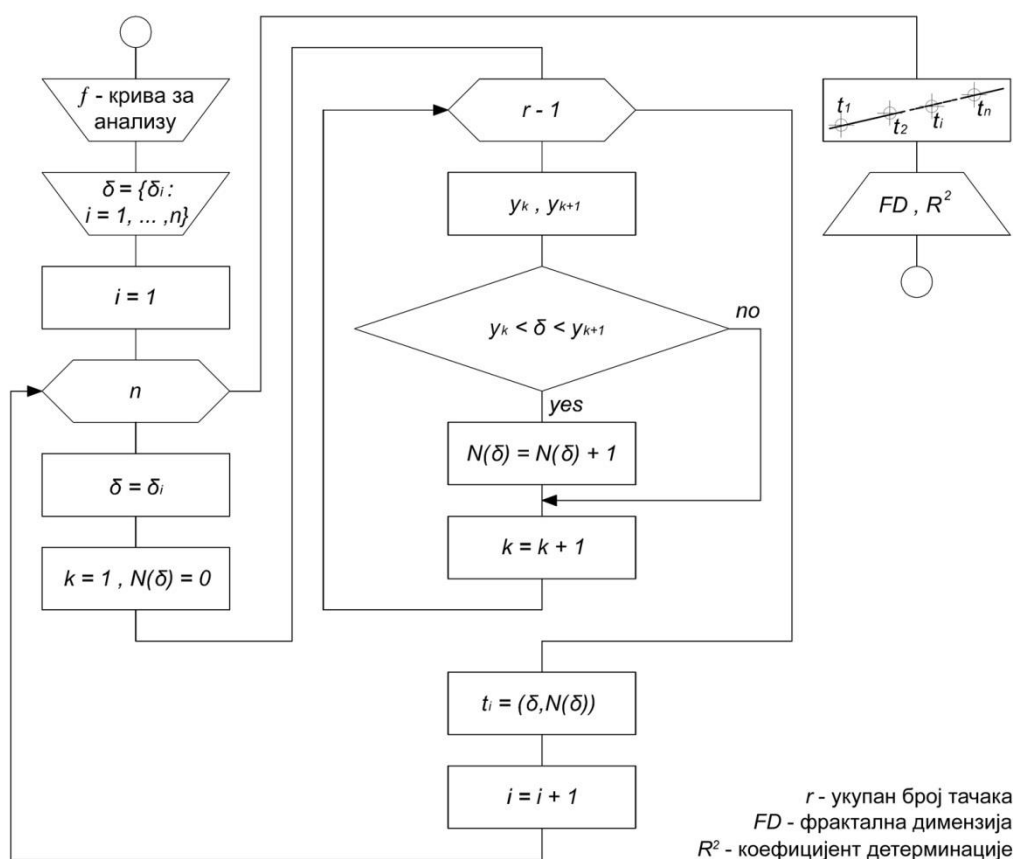 f - крива за
анализу
δ = {δi :
i = 1, ... ,n}
i = 1
n
δ = δi
k = 1 , N(δ) = 0
r - 1
yk , yk+1
yk < δ < yk+1
no
yes
N(δ) = N(δ) + 1
k = k + 1
ti = (δ,N(δ))
i = i + 1
t1
t2
ti
tn
FD , R²
r - укупан број тачака
FD - фрактална димензија
R² - коефицијент детерминације